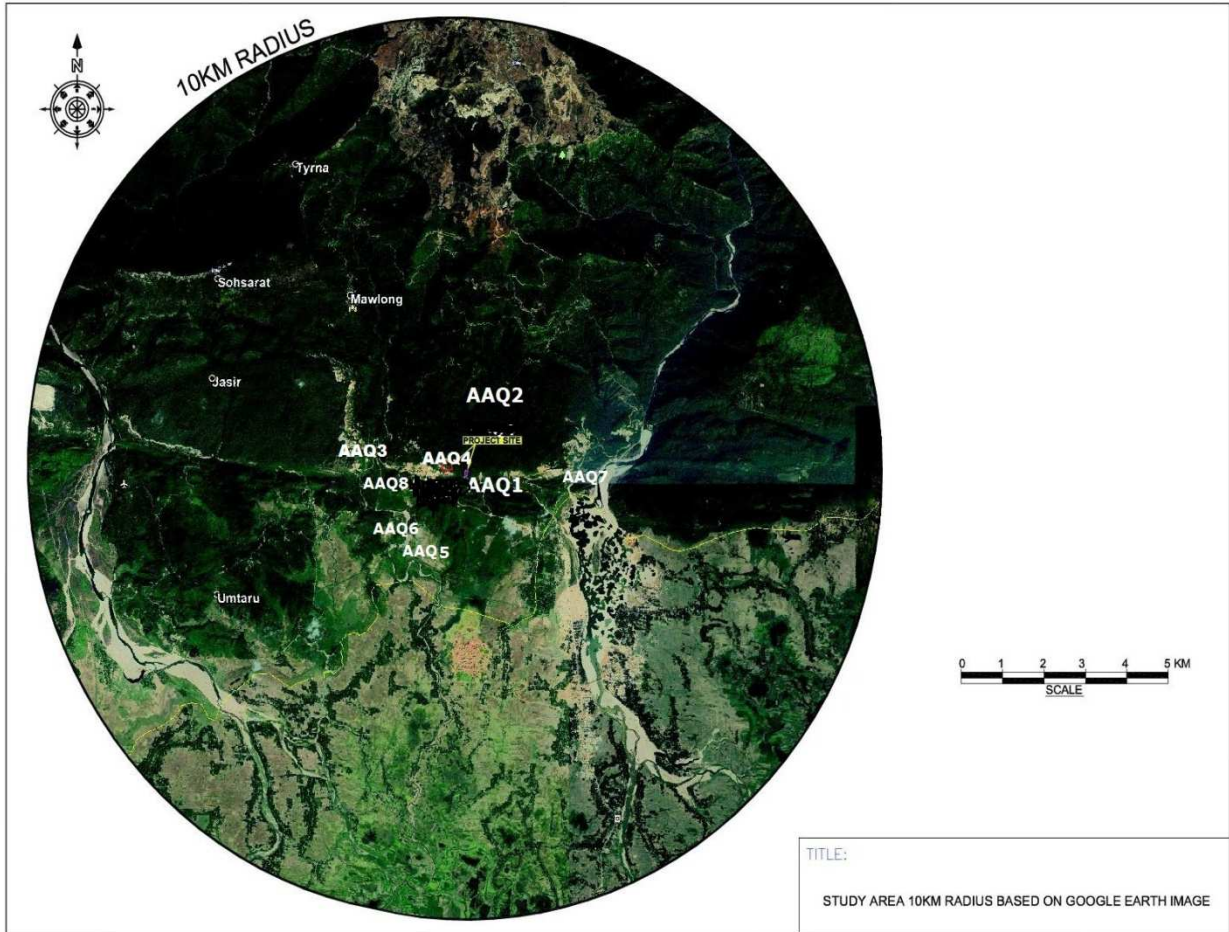 10KM RADIUS
N
Tyrna
Sohsarat
Mawlong
Jasir
AAQ2
PROJECT SITE
AAQ3
AAQ4
AAQ7
AAQ8
AAQ1
AAQ6
AAQ5
Umtaru
0 1 2 3 4 5 KM
SCALE
TITLE:
STUDY AREA 10KM RADIUS BASED ON GOOGLE EARTH IMAGE